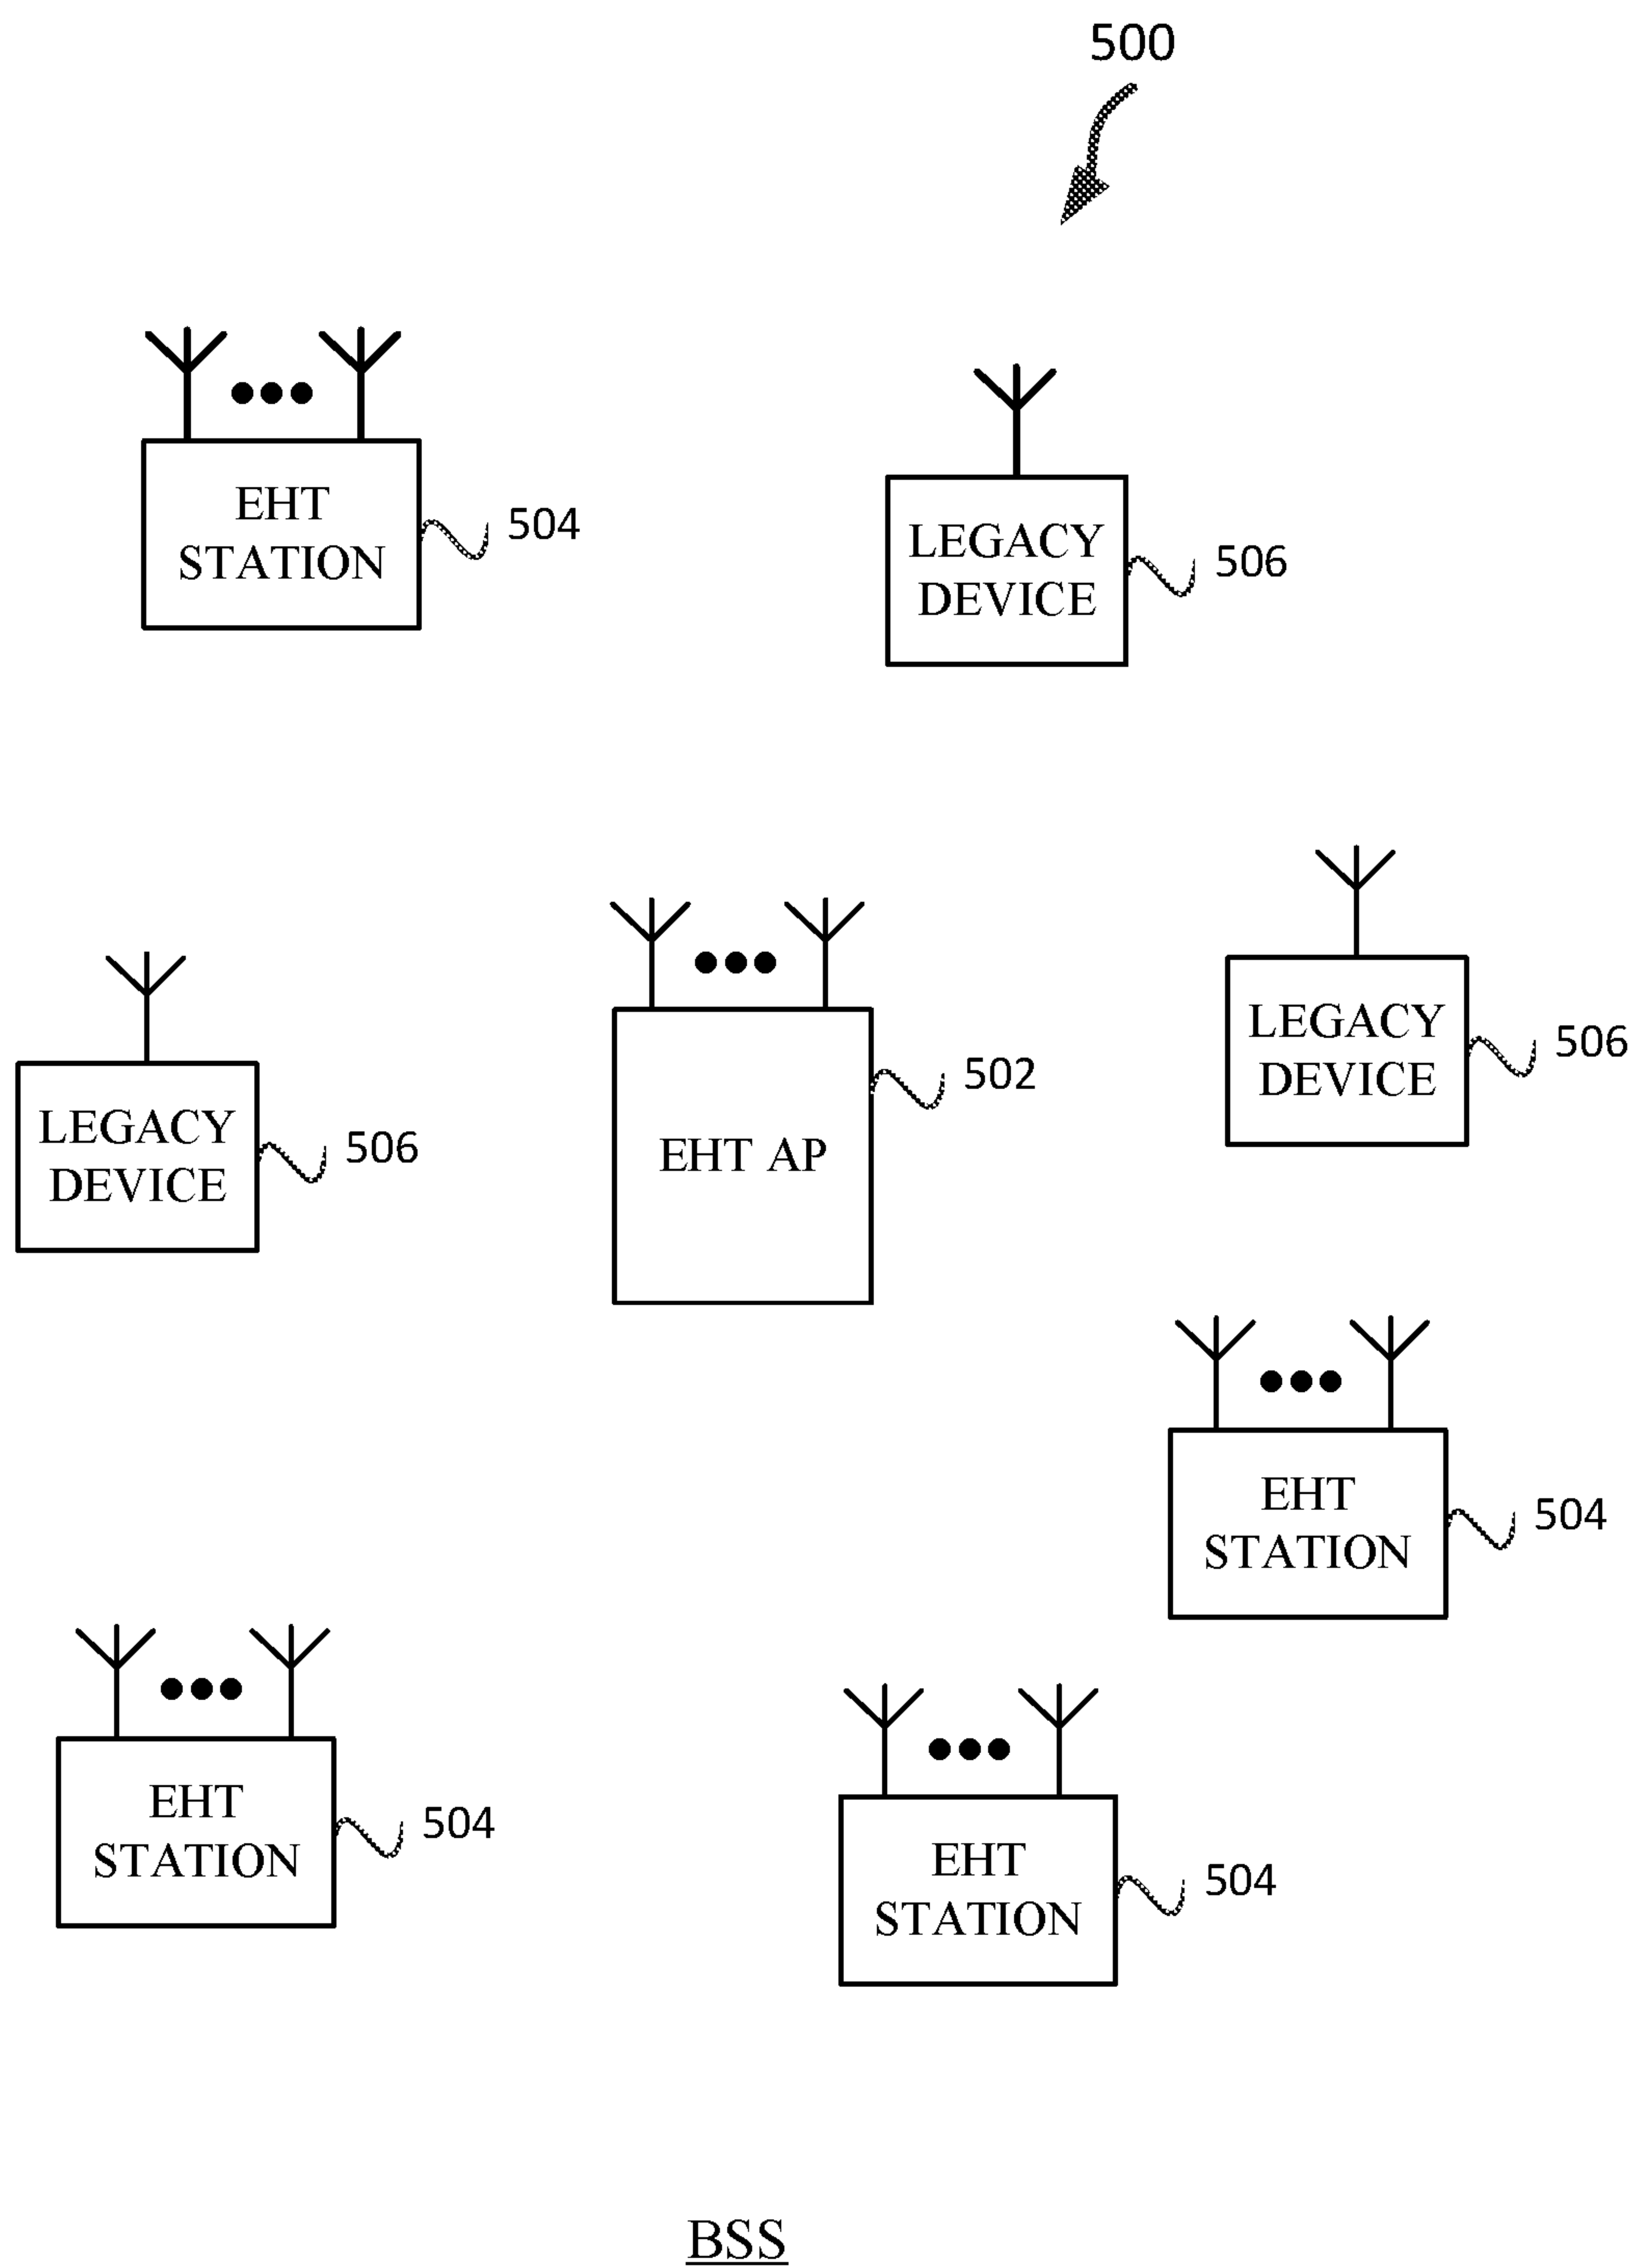 500
EHT
STATION
504
LEGACY
DEVICE
506
LEGACY
DEVICE
506
EHT AP
502
LEGACY
DEVICE
506
EHT
STATION
504
EHT
STATION
504
EHT
STATION
504
BSS